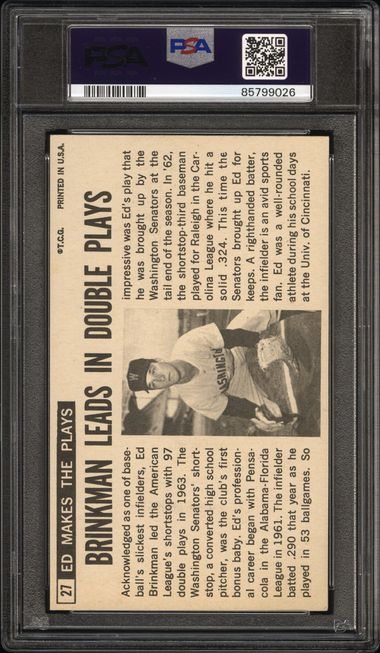 PSA
PSA
85799026
27 ED MAKES THE PLAYS
©T.C.G. PRINTED IN U.S.A.
BRINKMAN LEADS IN DOUBLE PLAYS
Acknowledged as one of base-
ball's slickest infielders, Ed
Brinkman led the American
League's shortstops with 97
double plays in 1963. The
Washington Senators' short-
stop, a converted high school
pitcher, was the club's first
bonus baby. Ed's profession-
al career began with Pensa-
cola in the Alabama-Florida
League in 1961. The infielder
batted .290 that year as he
played in 53 ballgames. So
W
impressive was Ed's play that
he was brought up by the
Washington Senators at the
tail end of the season. In '62,
the shortstop-third baseman
played for Raleigh in the Car-
olina League where he hit a
solid .324. This time the
Senators brought up Ed for
keeps. A righthanded batter,
the infielder is an avid sports
fan. Ed was a well-rounded
athlete during his school days
at the Univ. of Cincinnati.